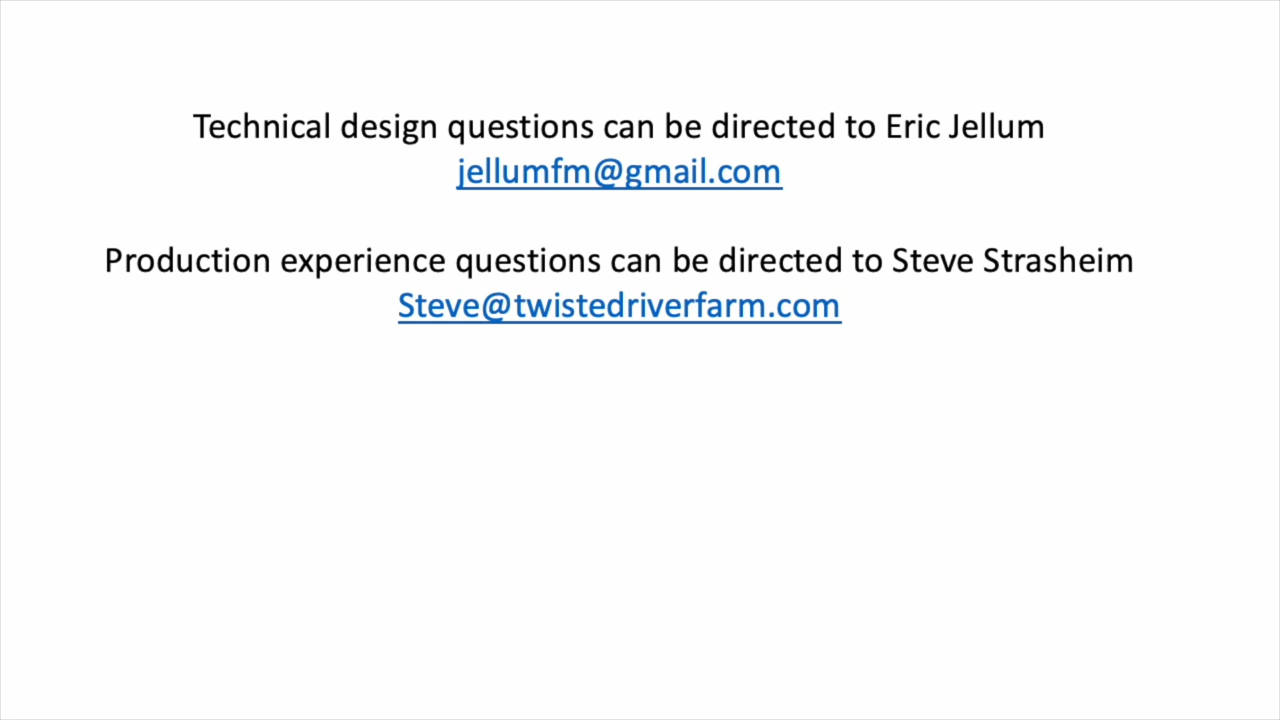 Technical design questions can be directed to Eric Jellum
jellumfm@gmail.com
Production experience questions can be directed to Steve Strasheim
Steve@twistedriverfarm.com